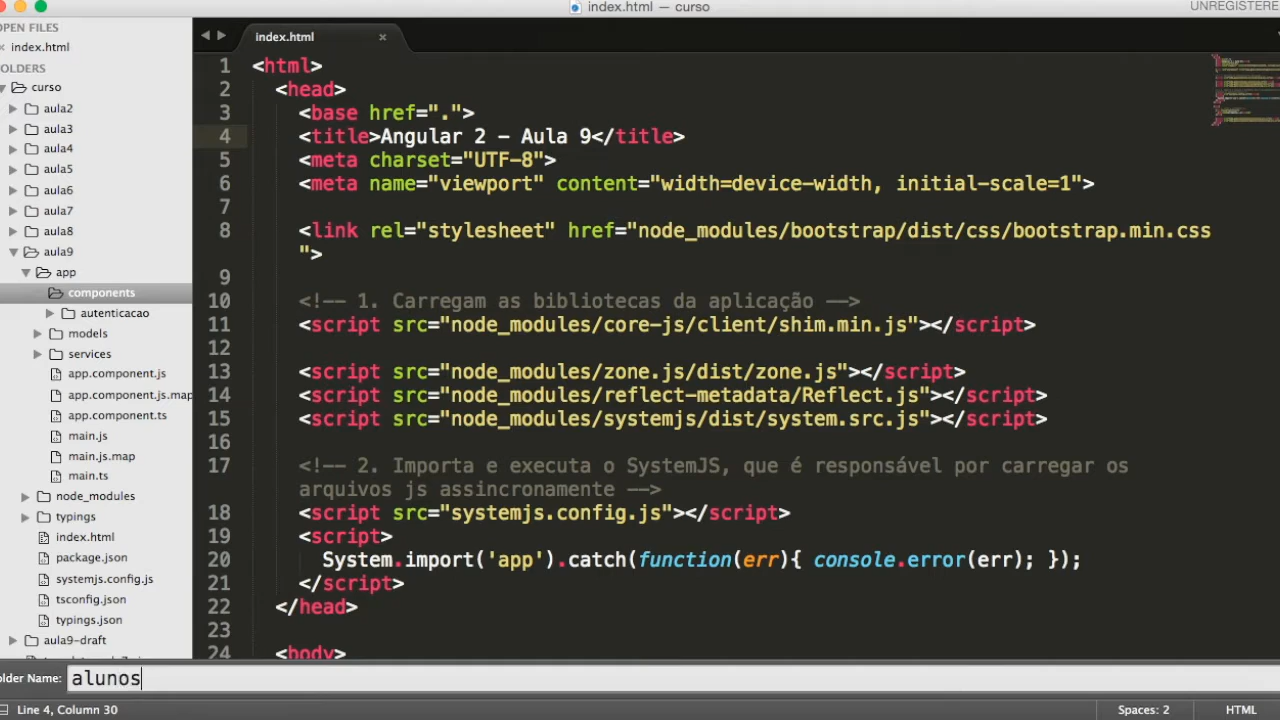 index.html — curso
UNREGISTERE
OPEN FILES
index.html
OLDERS
curso
aula2
aula3
aula4
aula5
aula6
aula7
aula8
aula9
app
components
autenticacao
models
services
app.component.js
app.component.js.map
app.component.ts
main.js
main.js.map
main.ts
node_modules
typings
index.html
package.json
systemjs.config.js
tsconfig.json
typings.json
aula9-draft
index.html
1 <html>
2 <head>
3 <base href=".">
4 <title>Angular 2 - Aula 9</title>
5 <meta charset="UTF-8">
6 <meta name="viewport" content="width=device-width, initial-scale=1">
7
8 <link rel="stylesheet" href="node_modules/bootstrap/dist/css/bootstrap.min.css
">
9
10 <!-- 1. Carregam as bibliotecas da aplicação -->
11 <script src="node_modules/core-js/client/shim.min.js"></script>
12
13 <script src="node_modules/zone.js/dist/zone.js"></script>
14 <script src="node_modules/reflect-metadata/Reflect.js"></script>
15 <script src="node_modules/systemjs/dist/system.src.js"></script>
16
17 <!-- 2. Importa e executa o SystemJS, que é responsável por carregar os
arquivos js assincronamente -->
18 <script src="systemjs.config.js"></script>
19 <script>
20 System.import('app').catch(function(err){ console.error(err); });
21 </script>
22 </head>
23
24 <body>
older Name: alunos
Line 4, Column 30
Spaces: 2
HTML